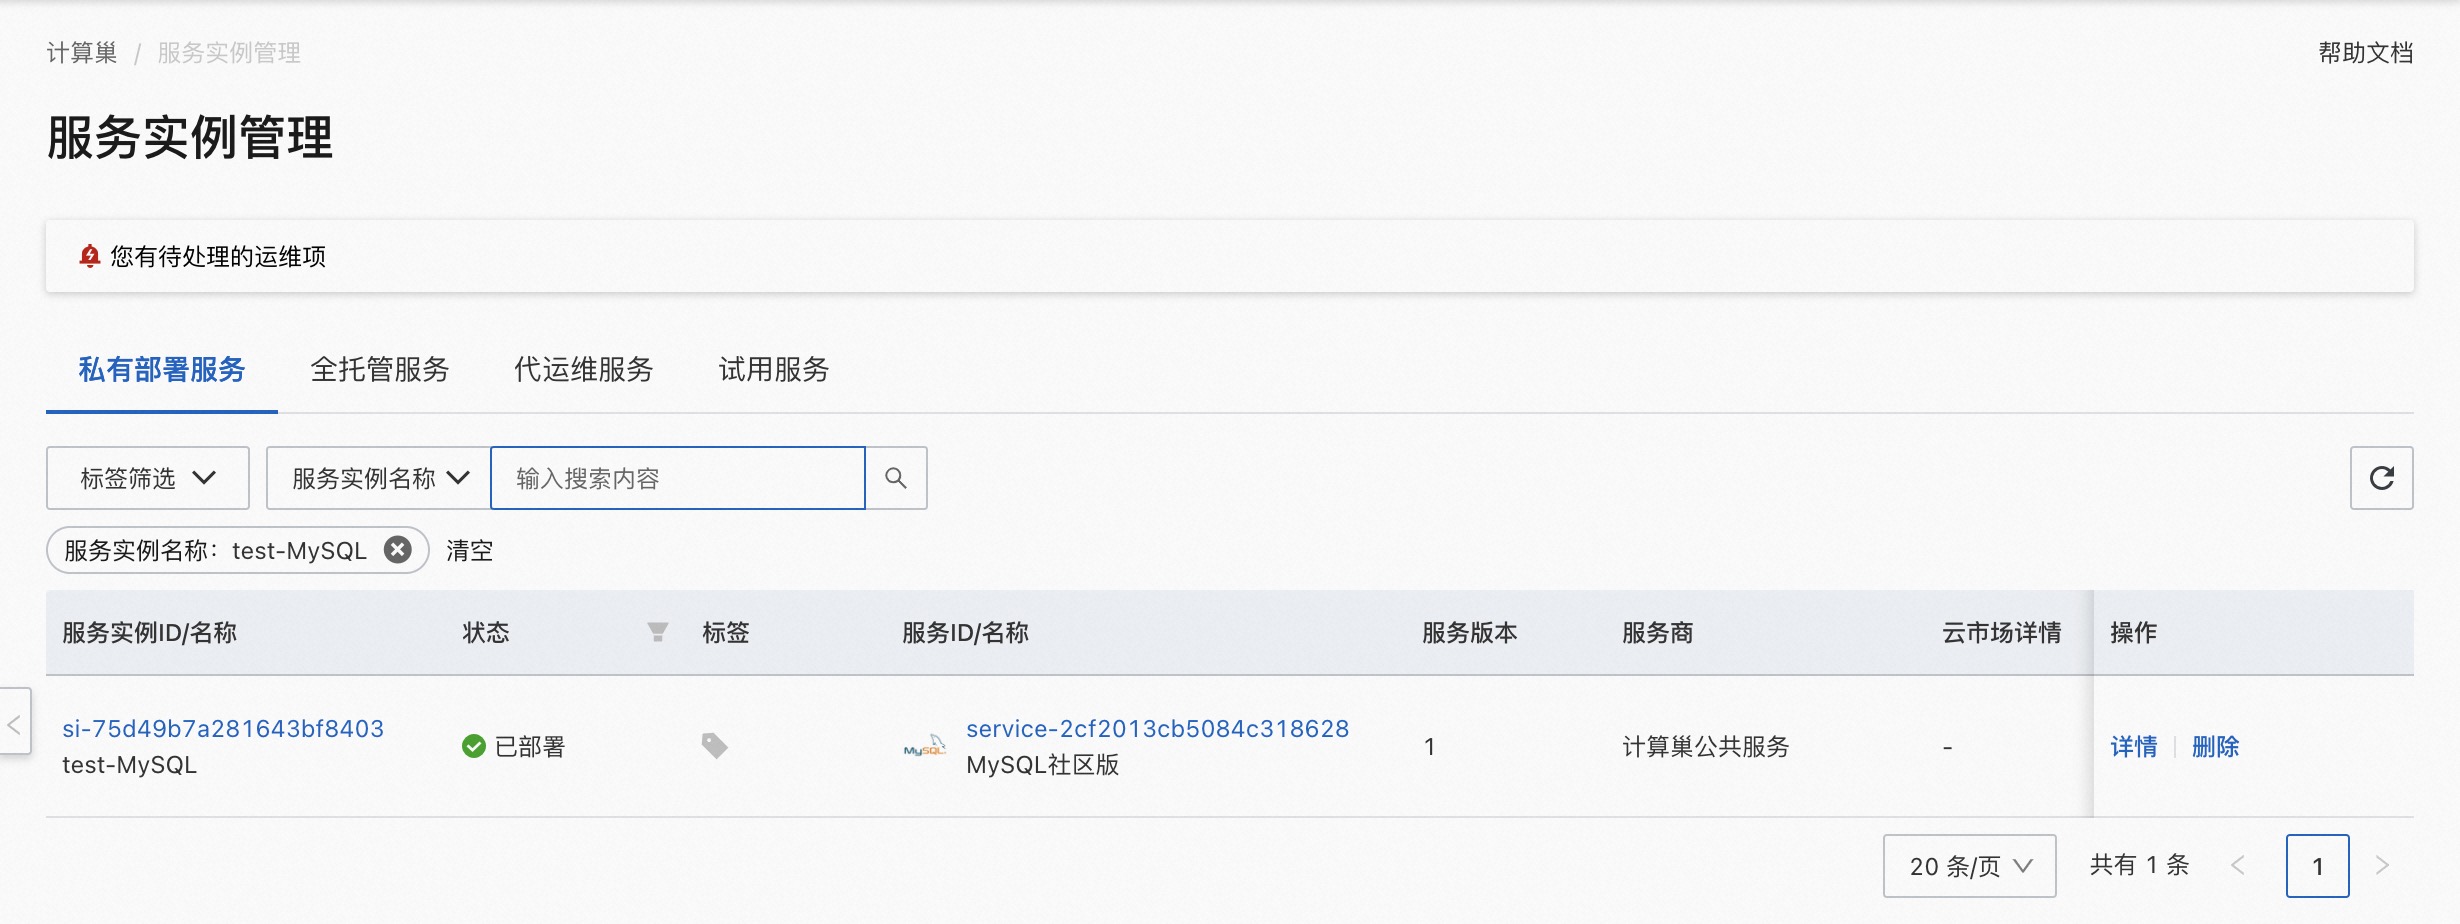 计算巢 / 服务实例管理
帮助文档
服务实例管理
您有待处理的运维项
私有部署服务 全托管服务 代运维服务 试用服务
标签筛选 服务实例名称 输入搜索内容
服务实例名称: test-MySQL 清空
服务实例ID/名称 状态 标签 服务ID/名称 服务版本 服务商 云市场详情 操作
si-75d49b7a281643bf8403
test-MySQL
已部署
MySQL
service-2cf2013cb5084c318628
MySQL社区版
1
计算巢公共服务
-
详情 删除
20 条/页 共有 1 条 < 1 >